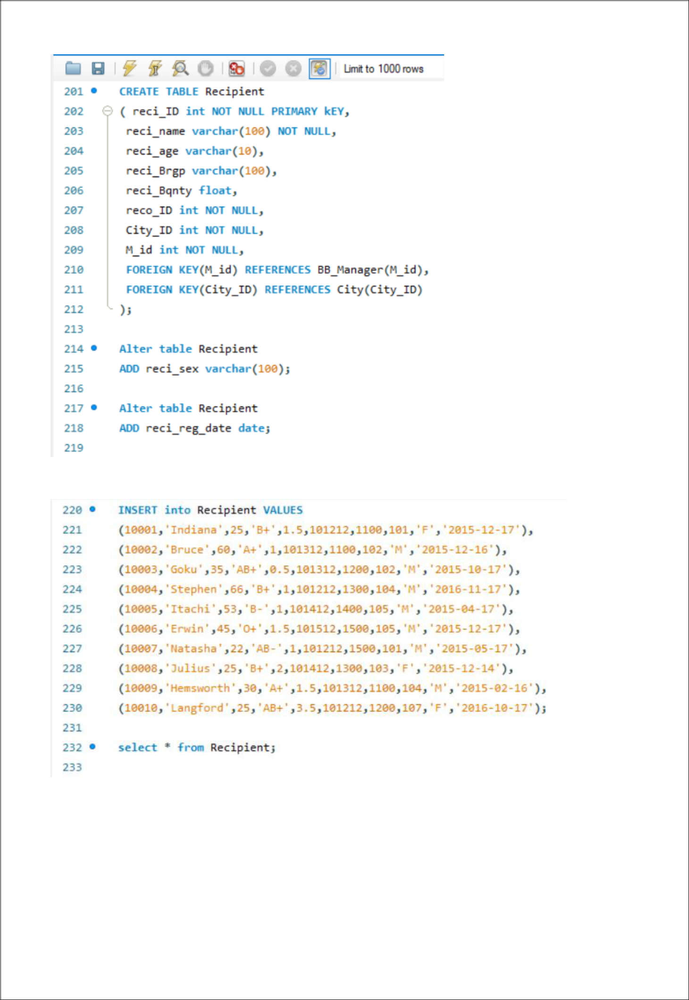 Limit to 1000 rows
201 CREATE TABLE Recipient
202 ( reci_ID int NOT NULL PRIMARY kEY,
203 reci_name varchar(100) NOT NULL,
204 reci_age varchar(10),
205 reci_Brgp varchar(100),
206 reci_Bqnty float,
207 reco_ID int NOT NULL,
208 City_ID int NOT NULL,
209 M_id int NOT NULL,
210 FOREIGN KEY(M_id) REFERENCES BB_Manager(M_id),
211 FOREIGN KEY(City_ID) REFERENCES City(City_ID)
212 );
213
214 Alter table Recipient
215 ADD reci_sex varchar(100);
216
217 Alter table Recipient
218 ADD reci_reg_date date;
219
220 INSERT into Recipient VALUES
221 (10001,'Indiana',25,'B+',1.5,101212,1100,101,'F','2015-12-17'),
222 (10002,'Bruce',60,'A+',1,101312,1100,102,'M','2015-12-16'),
223 (10003,'Goku',35,'AB+',0.5,101312,1200,102,'M','2015-10-17'),
224 (10004,'Stephen',66,'B+',1,101212,1300,104,'M','2016-11-17'),
225 (10005,'Itachi',53,'B-',1,101412,1400,105,'M','2015-04-17'),
226 (10006,'Erwin',45,'O+',1.5,101512,1500,105,'M','2015-12-17'),
227 (10007,'Natasha',22,'AB-',1,101212,1500,101,'M','2015-05-17'),
228 (10008,'Julius',25,'B+',2,101412,1300,103,'F','2015-12-14'),
229 (10009,'Hemsworth',30,'A+',1.5,101312,1100,104,'M','2015-02-16'),
230 (10010,'Langford',25,'AB+',3.5,101212,1200,107,'F','2016-10-17');
231
232 select * from Recipient;
233